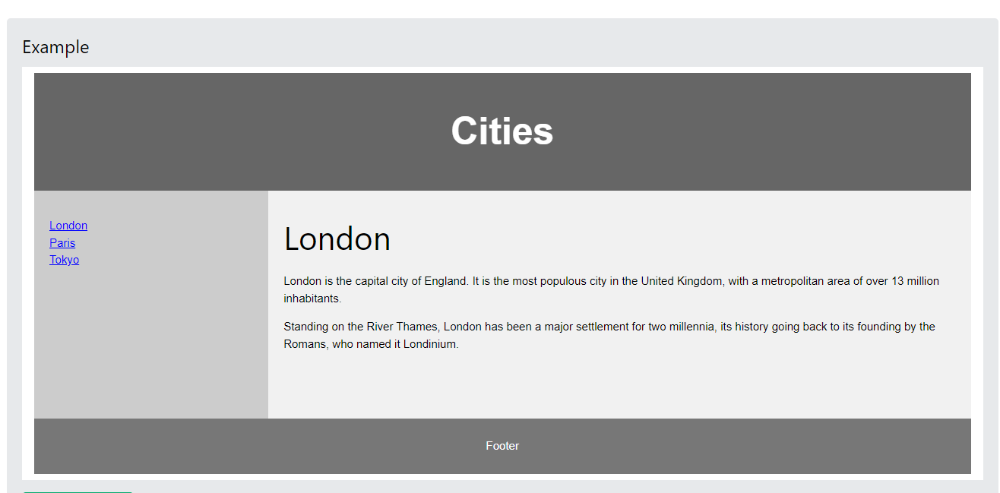 Example
Cities
London
Paris
Tokyo
London
London is the capital city of England. It is the most populous city in the United Kingdom, with a metropolitan area of over 13 million
inhabitants.
Standing on the River Thames, London has been a major settlement for two millennia, its history going back to its founding by the
Romans, who named it Londinium.
Footer